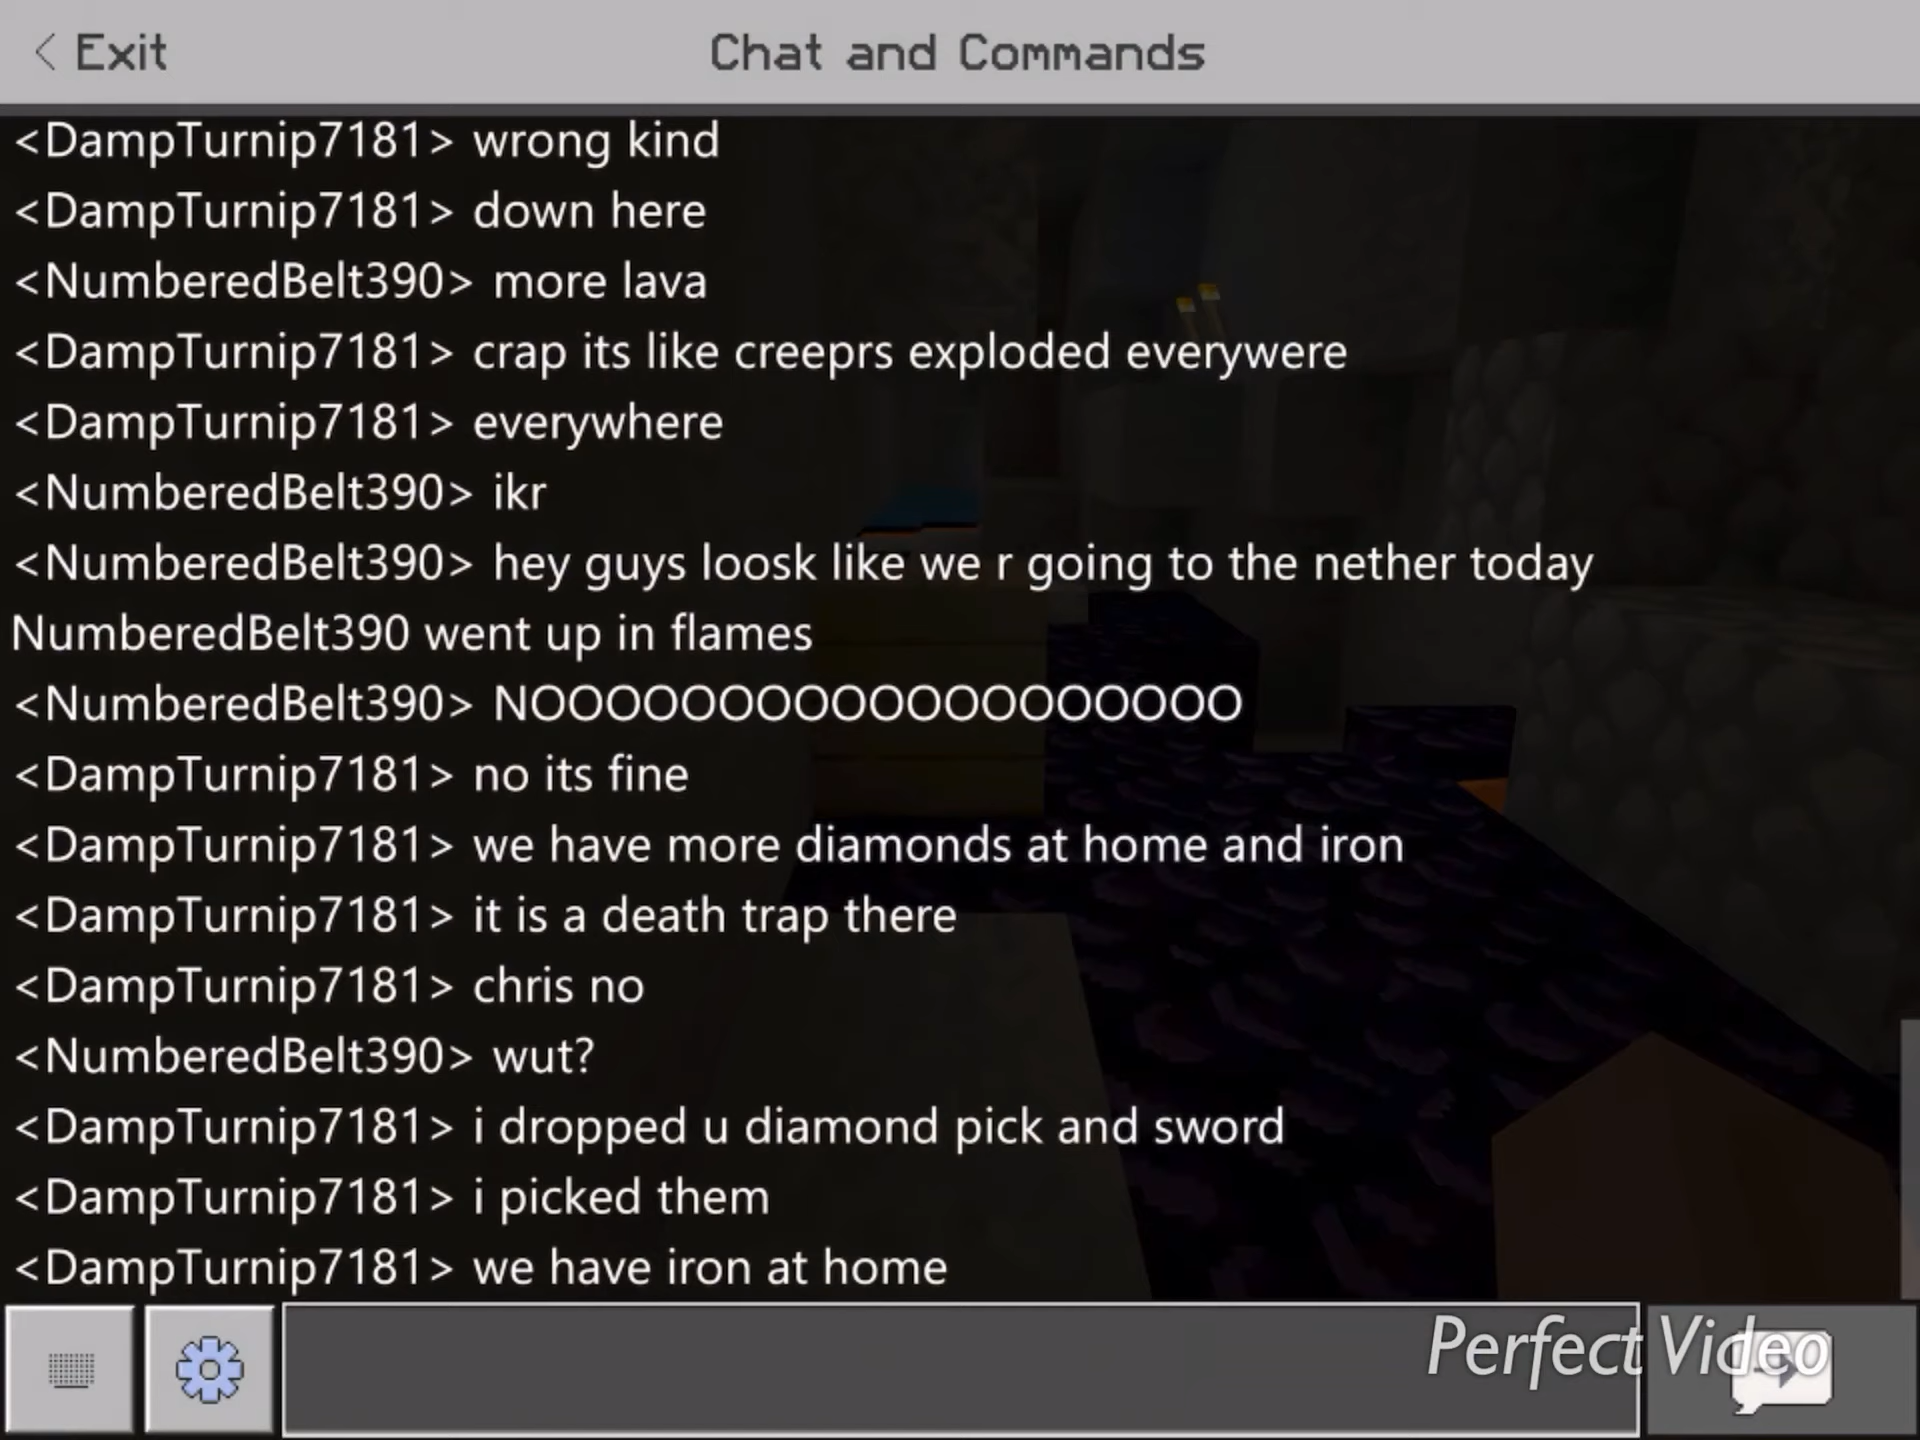 < Exit
Chat and Commands
<DampTurnip7181> wrong kind
<DampTurnip7181> down here
<NumberedBelt390> more lava
<DampTurnip7181> crap its like creeprs exploded everywere
<DampTurnip7181> everywhere
<NumberedBelt390> ikr
<NumberedBelt390> hey guys loosk like we r going to the nether today
NumberedBelt390 went up in flames
<NumberedBelt390> NOOOOOOOOOOOOOOOOOOO
<DampTurnip7181> no its fine
<DampTurnip7181> we have more diamonds at home and iron
<DampTurnip7181> it is a death trap there
<DampTurnip7181> chris no
<NumberedBelt390> wut?
<DampTurnip7181> i dropped u diamond pick and sword
<DampTurnip7181> i picked them
<DampTurnip7181> we have iron at home
Perfect Video